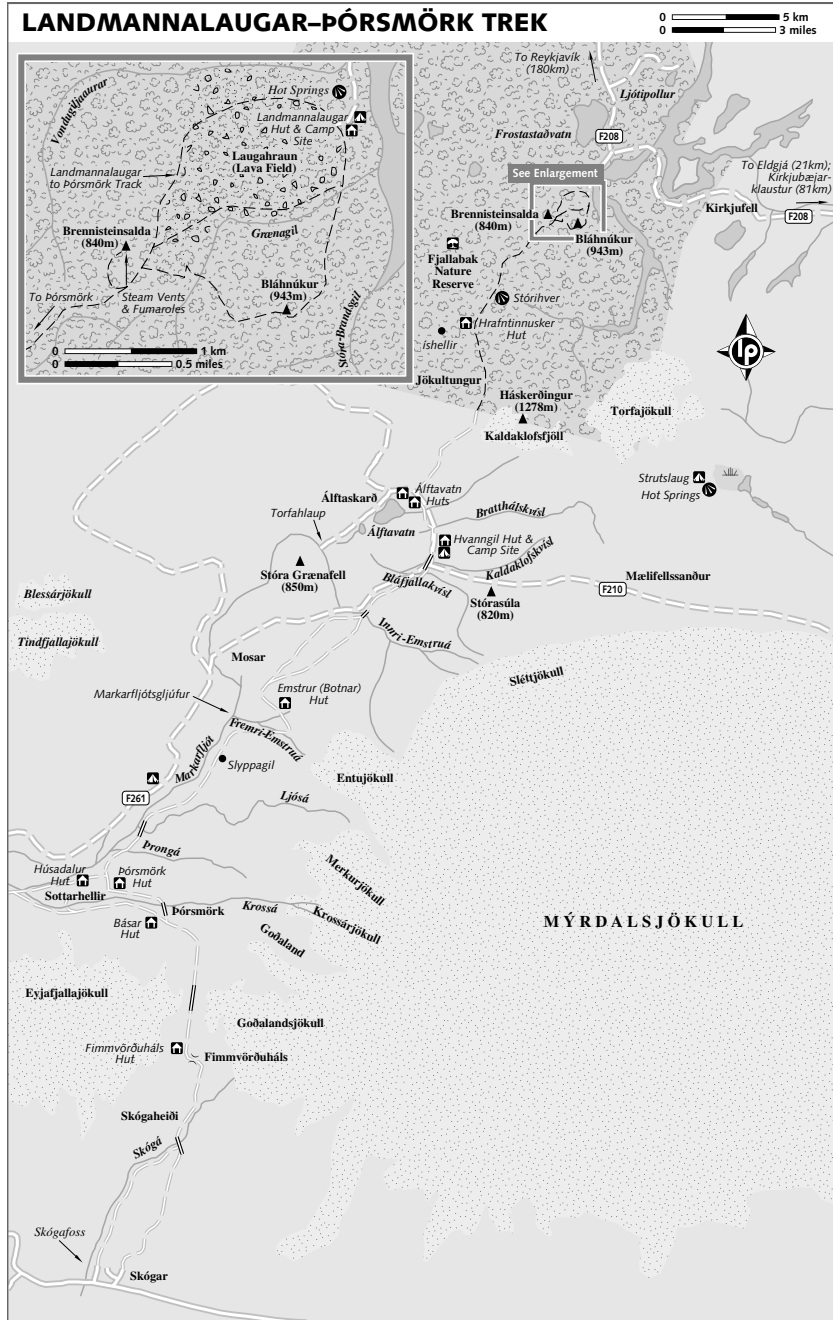 LANDMANNALAUGAR–ÞÓRSMÖRK TREK
0 5 km
0 3 miles
Vondugiljaaurar
Hot Springs
Landmannalaugar
Hut & Camp
Site
Laugahraun
(Lava Field)
Landmannalaugar
to Þórsmörk Track
Brennisteinsalda
(840m)
Grænagil
Bláhnúkur
(943m)
To Þórsmörk
Steam Vents
& Fumaroles
Stóra-Brandsgil
0 1 km
0 0.5 miles
To Reykjavík
(180km)
Ljótipollur
Frostastaðvatn
F208
See Enlargement
To Eldgjá (21km);
Kirkjubæjar-
klaustur (81km)
Kirkjufell
F208
Brennisteinsalda
(840m)
Bláhnúkur
(943m)
Fjallabak
Nature
Reserve
Stórihver
Hrafntinnusker
Hut
íshellir
lp
Jökultungur
Háskerðingur
(1278m)
Torfajökull
Kaldaklofsfjöll
Strutslaug
Hot Springs
Álftaskarð
Álftavatn
Huts
Torfahlaup
Álftavatn
Bratthálskvísl
Hvanngil Hut &
Camp Site
Kaldaklofskvísl
Stóra Grænafell
(850m)
Bláfjallakvísl
Mælifellssanður
F210
Stórasúla
(820m)
Blessárjökull
Tindfjallajökull
Innri-Emstruá
Mosar
Sléttjökull
Markarfljótsgljúfur
Emstrur (Botnar)
Hut
Fremri-Emstruá
Markarfljót
Slyppagil
Entujökull
F261
Ljósá
Þrongá
Húsadalur
Hut
Þórsmörk
Hut
Merkurjökull
Sottarhellir
Þórsmörk
Krossá
Krossárjökull
Básar
Hut
Goðaland
MÝRDALSJÖKULL
Eyjafjallajökull
Goðalandsjökull
Fimmvörðuháls
Hut
Fimmvörðuháls
Skógaheiði
Skógá
Skógafoss
Skógar